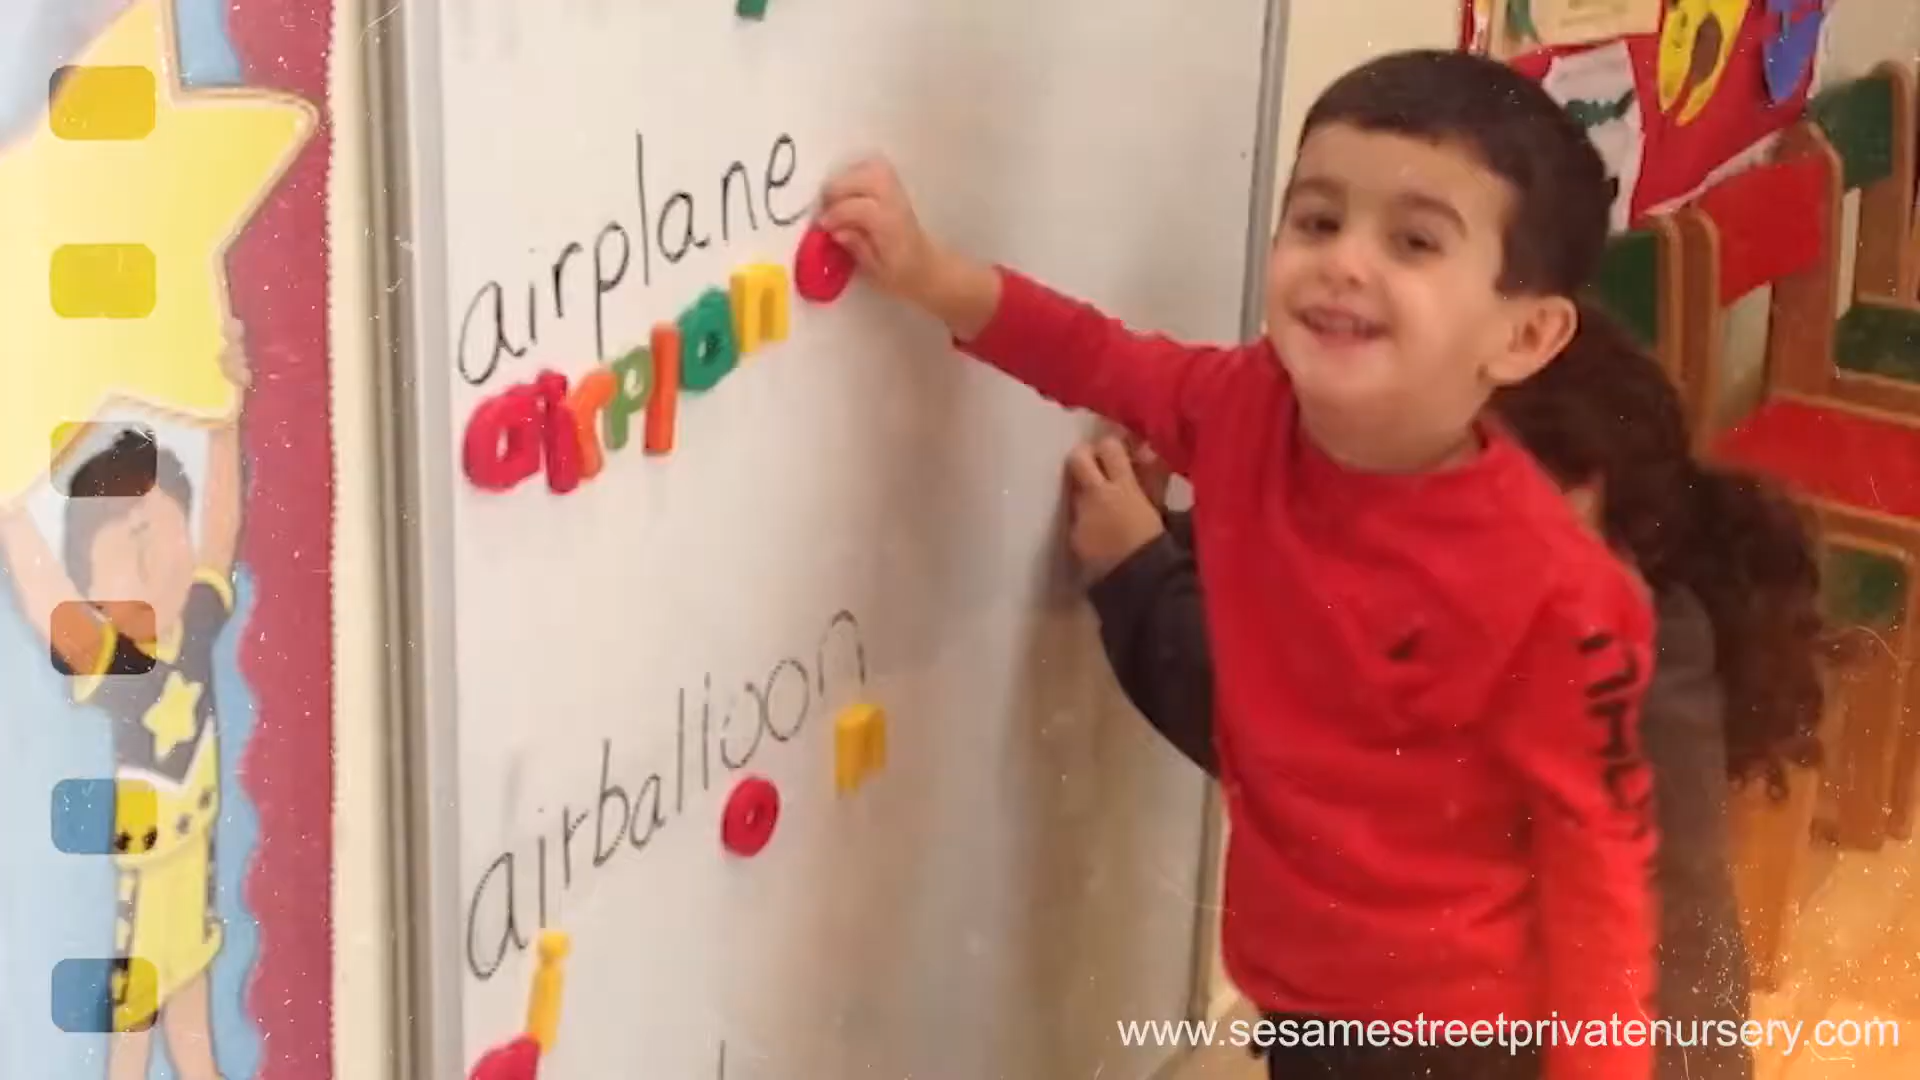 airplane
airplan
airballoon
o n
i
www.sesamestreetprivatenursery.com